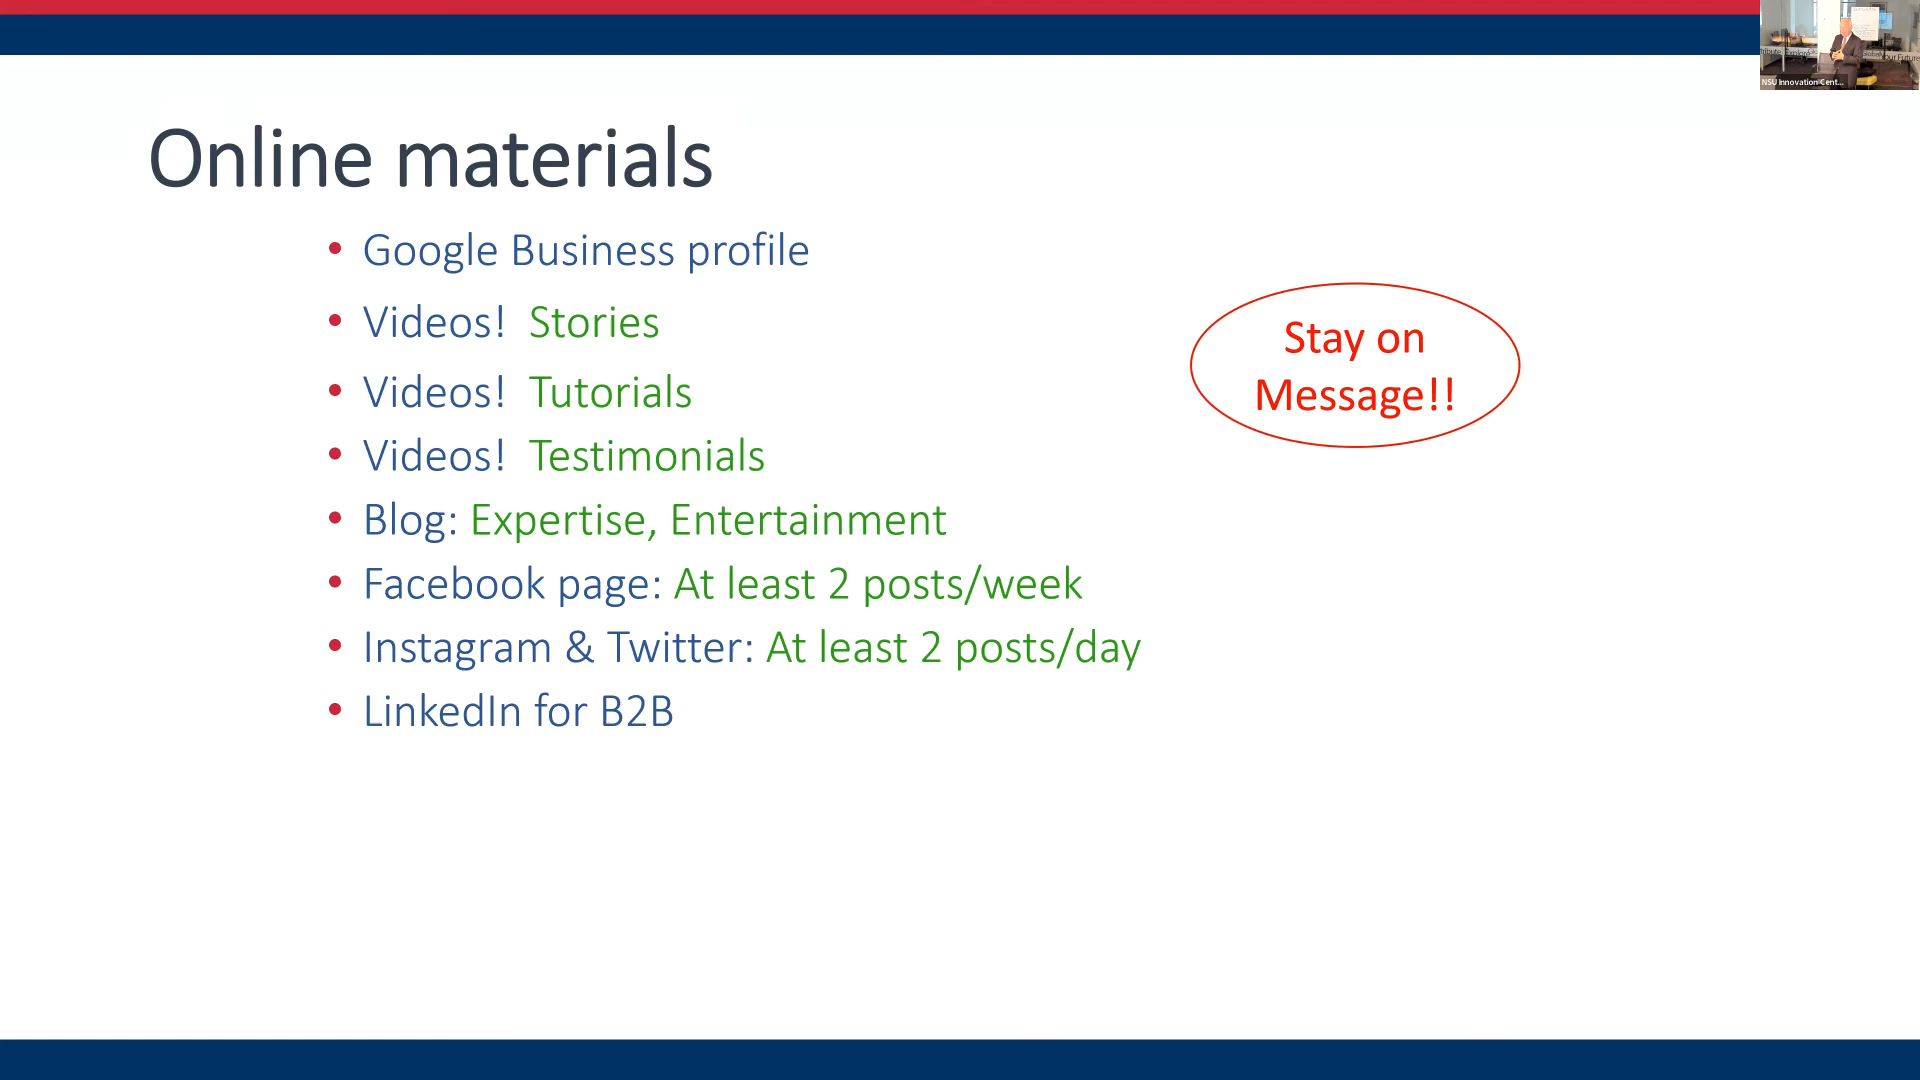 Online materials
• Google Business profile
• Videos! Stories
• Videos! Tutorials
• Videos! Testimonials
• Blog: Expertise, Entertainment
• Facebook page: At least 2 posts/week
• Instagram & Twitter: At least 2 posts/day
• LinkedIn for B2B
Stay on
Message!!
NSU Innovation Cent...